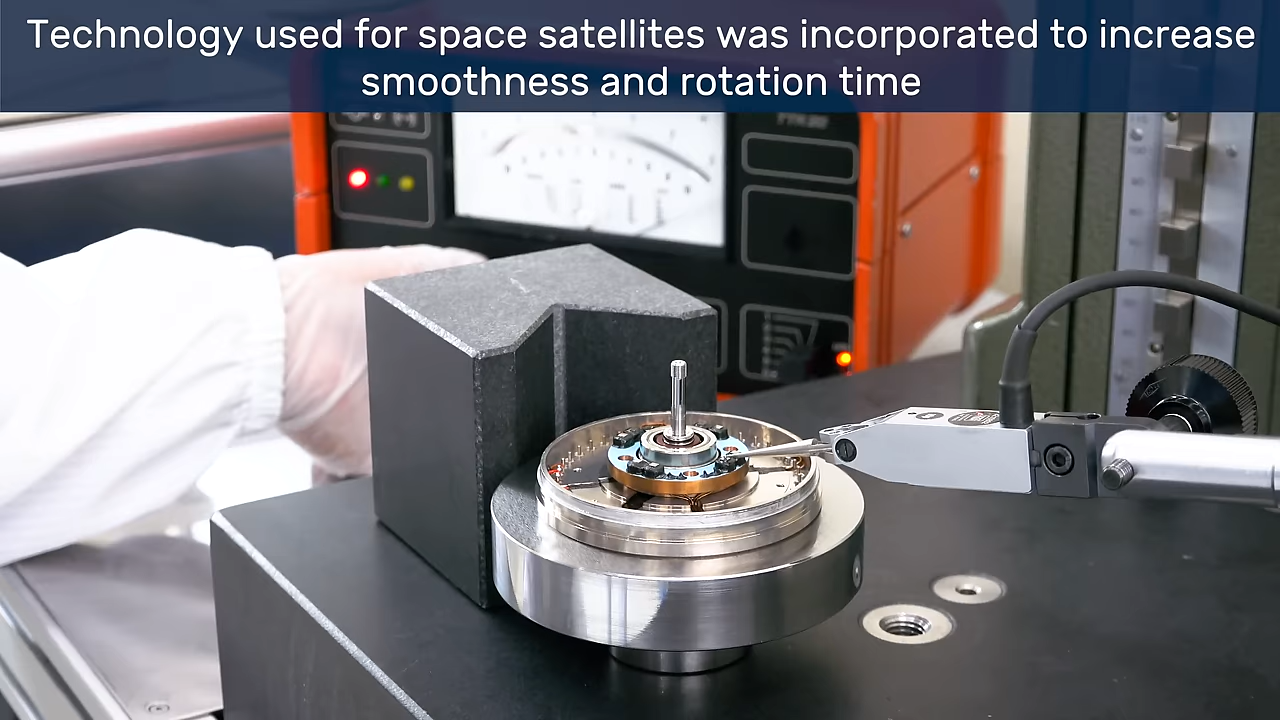 Technology used for space satellites was incorporated to increase
smoothness and rotation time